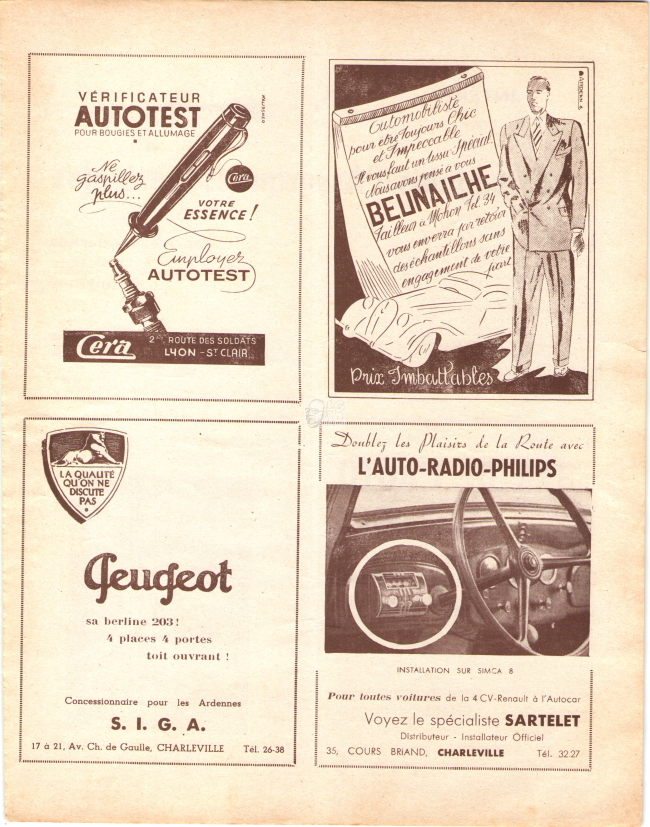 VÉRIFICATEUR
AUTOTEST
POUR BOUGIES ET ALLUMAGE
Ne
gaspillez
plus...
Cera
VOTRE
ESSENCE !
Employez
AUTOTEST
Cera
2ᴮ ROUTE DES SOLDATS
LYON - ST CLAIR
Automobiliste
pour être Toujours Chic
et Impeccable
Il vous faut un tissu Spécial.
Nous avons pensé à vous
BEUNAICHE
Tailleur à Mohon Tel. 34
vous enverra par retour
des échantillons sans
engagement de votre
part
Prix Imbattables
LA QUALITÉ
QU'ON NE
DISCUTE
PAS
Peugeot
sa berline 203 !
4 places 4 portes
toit ouvrant !
Concessionnaire pour les Ardennes
S. I. G. A.
17 à 21, Av. Ch. de Gaulle, CHARLEVILLE Tél. 26-38
Doublez les Plaisirs de la Route avec
L'AUTO-RADIO-PHILIPS
INSTALLATION SUR SIMCA 8
Pour toutes voitures de la 4 CV-Renault à l'Autocar
Voyez le spécialiste SARTELET
Distributeur - Installateur Officiel
35, COURS BRIAND, CHARLEVILLE Tél. 32.27